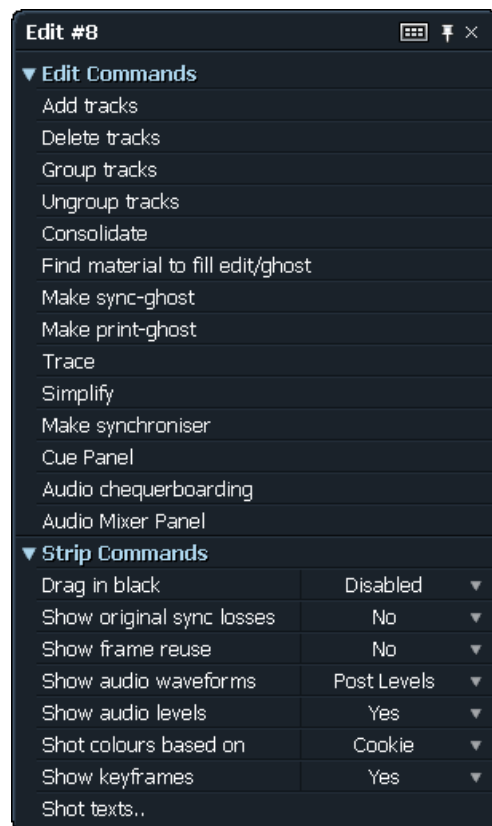 Edit #8
Edit Commands
Add tracks
Delete tracks
Group tracks
Ungroup tracks
Consolidate
Find material to fill edit/ghost
Make sync-ghost
Make print-ghost
Trace
Simplify
Make synchroniser
Cue Panel
Audio chequerboarding
Audio Mixer Panel
Strip Commands
Drag in black Disabled
Show original sync losses No
Show frame reuse No
Show audio waveforms Post Levels
Show audio levels Yes
Shot colours based on Cookie
Show keyframes Yes
Shot texts..